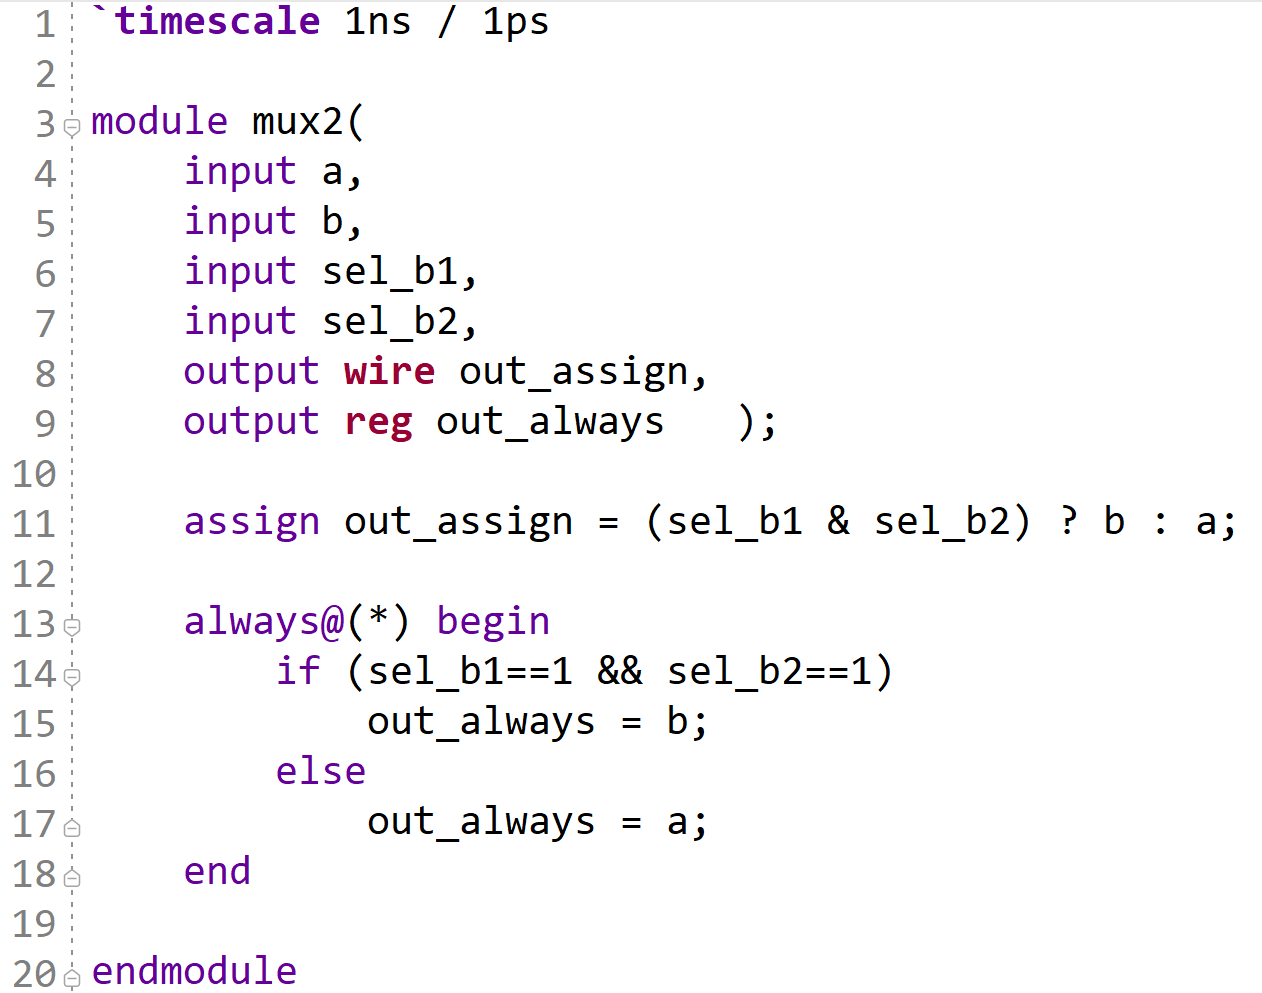 1 `timescale 1ns / 1ps
2
3 module mux2(
4     input a,
5     input b,
6     input sel_b1,
7     input sel_b2,
8     output wire out_assign,
9     output reg out_always   );
10
11     assign out_assign = (sel_b1 & sel_b2) ? b : a;
12
13     always@(*) begin
14         if (sel_b1==1 && sel_b2==1)
15             out_always = b;
16         else
17             out_always = a;
18     end
19
20 endmodule